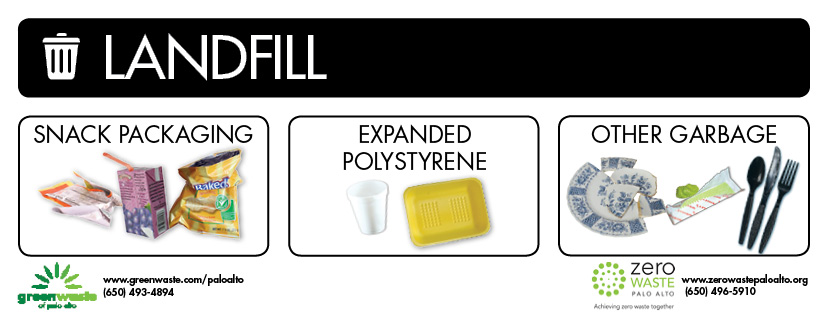 LANDFILL
SNACK PACKAGING
Baked!
EXPANDED
POLYSTYRENE
OTHER GARBAGE
greenwaste
of palo alto
www.greenwaste.com/paloalto
(650) 493-4894
zero
WASTE
PALO ALTO
Achieving zero waste together
www.zerowastepaloalto.org
(650) 496-5910